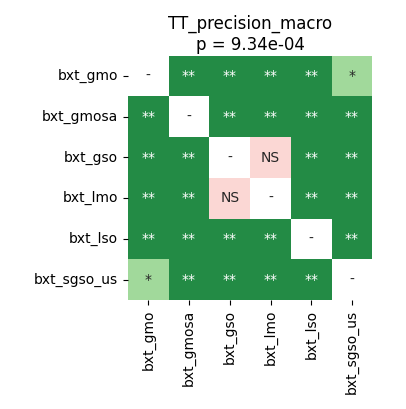 TT_precision_macro
p = 9.34e-04
bxt_gmo - ** ** ** ** *
bxt_gmosa ** - ** ** ** **
bxt_gso ** ** - NS ** **
bxt_lmo ** ** NS - ** **
bxt_lso ** ** ** ** - **
bxt_sgso_us * ** ** ** ** -
bxt_gmo
bxt_gmosa
bxt_gso
bxt_lmo
bxt_lso
bxt_sgso_us